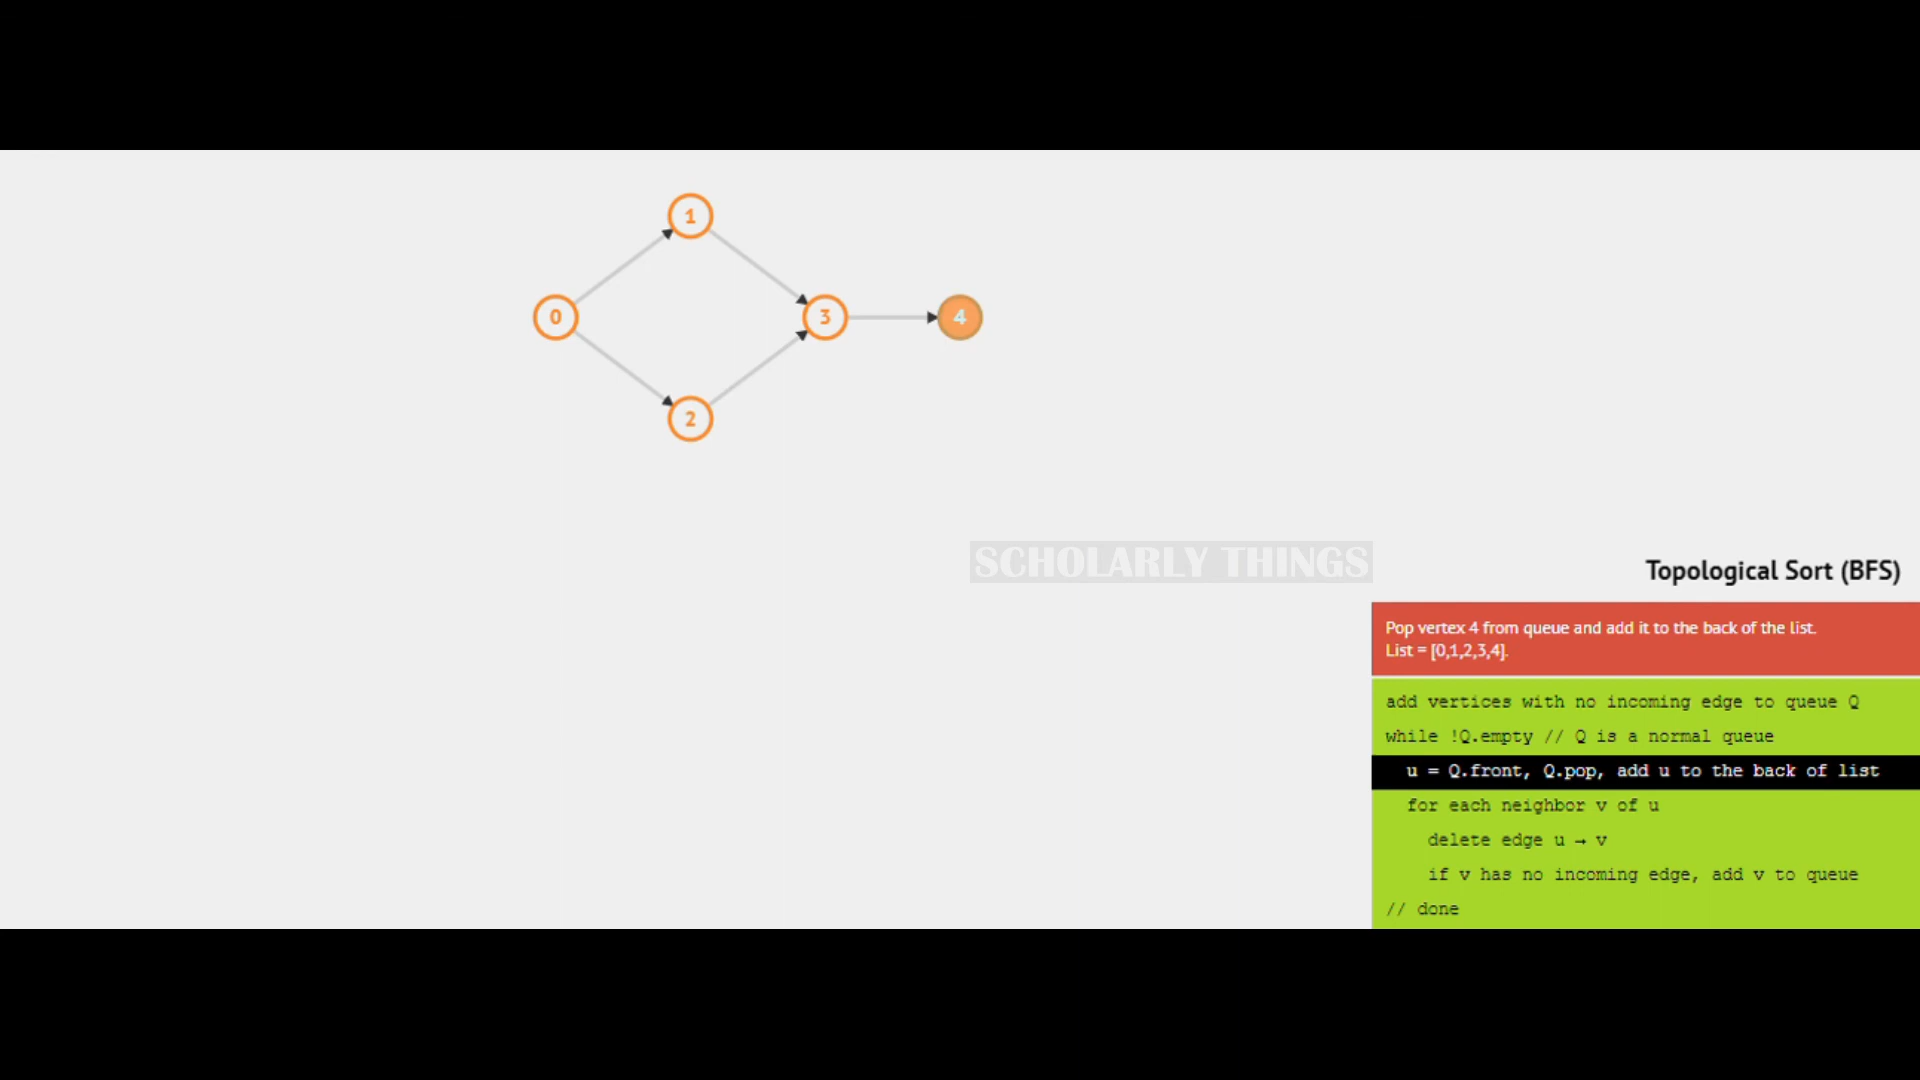 1
0
3
4
2
SCHOLARLY THINGS
Topological Sort (BFS)
Pop vertex 4 from queue and add it to the back of the list.
List = [0,1,2,3,4].
add vertices with no incoming edge to queue Q
while !Q.empty // Q is a normal queue
u = Q.front, Q.pop, add u to the back of list
for each neighbor v of u
delete edge u → v
if v has no incoming edge, add v to queue
// done